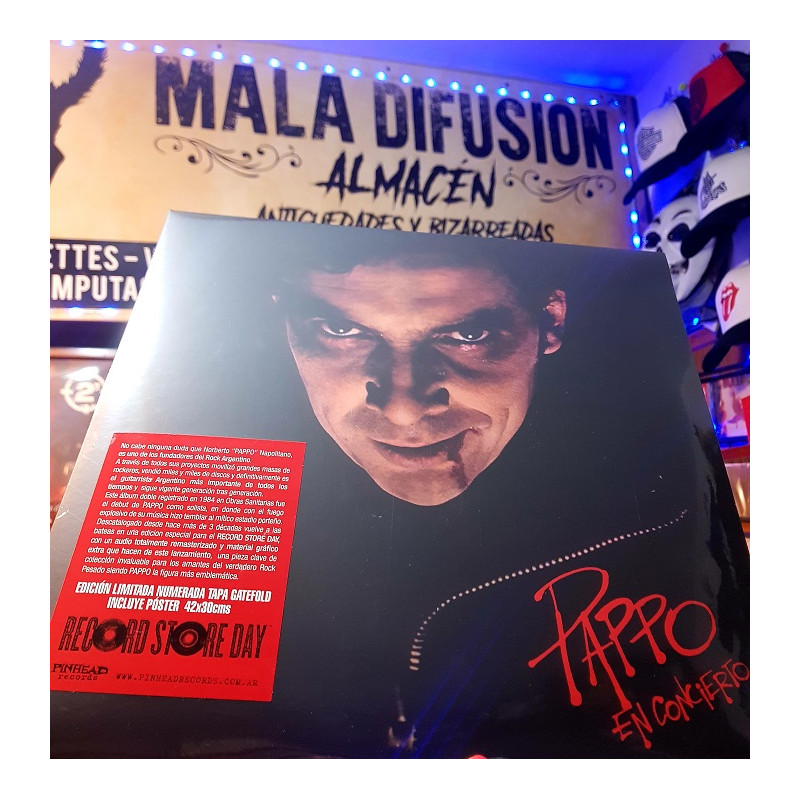 MALA DIFUSION
ALMACÉN
ANTIGUEDADES Y BIZARREADAS
ETTES - V
MPUTA
No cabe ninguna duda que Norberto "PAPPO" Napolitano,
es uno de los fundadores del Rock Argentino.
A través de todos sus proyectos movilizó grandes masas de
rockeros, vendió miles y miles de discos y definitivamente es
el guitarrista Argentino más importante de todos los
tiempos y sigue vigente generación tras generación.
Este álbum doble registrado en 1984 en Obras Sanitarias fue
el debut de PAPPO como solista, en donde con el fuego
explosivo de su música hizo temblar al mítico estadio porteño.
Descatalogado desde hace más de 3 décadas vuelve a las
bateas en una edición especial para el RECORD STORE DAY,
con un audio totalmente remasterizado y material gráfico
extra que hacen de este lanzamiento, una pieza clave de
colección invaluable para los amantes del verdadero Rock
Pesado siendo PAPPO la figura más emblemática.
EDICIÓN LIMITADA NUMERADA TAPA GATEFOLD
INCLUYE PÓSTER 42x30cms
RECORD STORE DAY
PINHEAD
records
WWW.PINHEADRECORDS.COM.AR
PAPPO
EN CONCIERTO